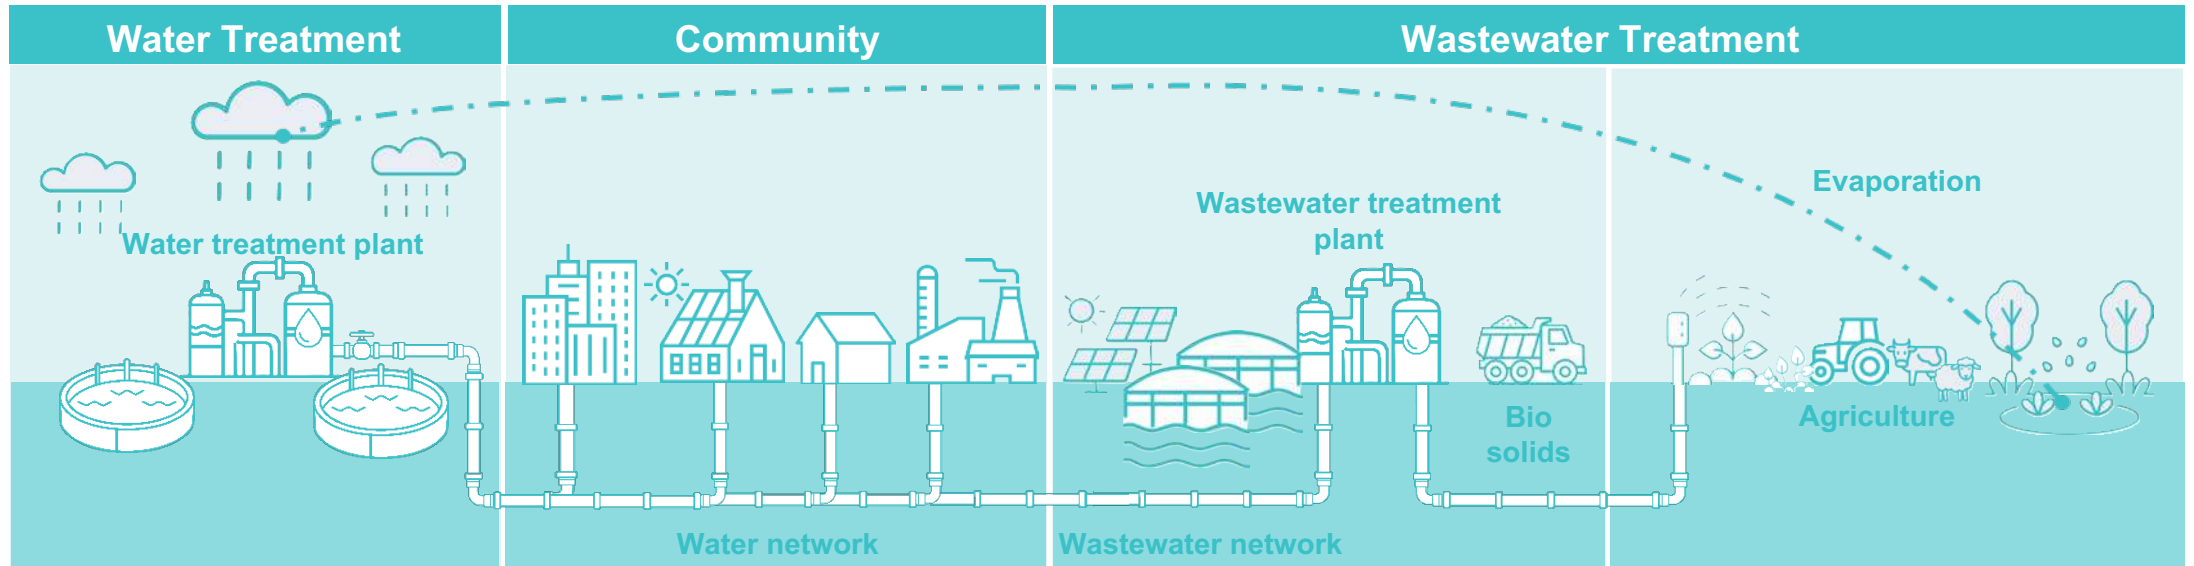 Water Treatment
Community
Wastewater Treatment
Evaporation
Wastewater treatment
plant
Water treatment plant
Bio
solids
Agriculture
Water network
Wastewater network